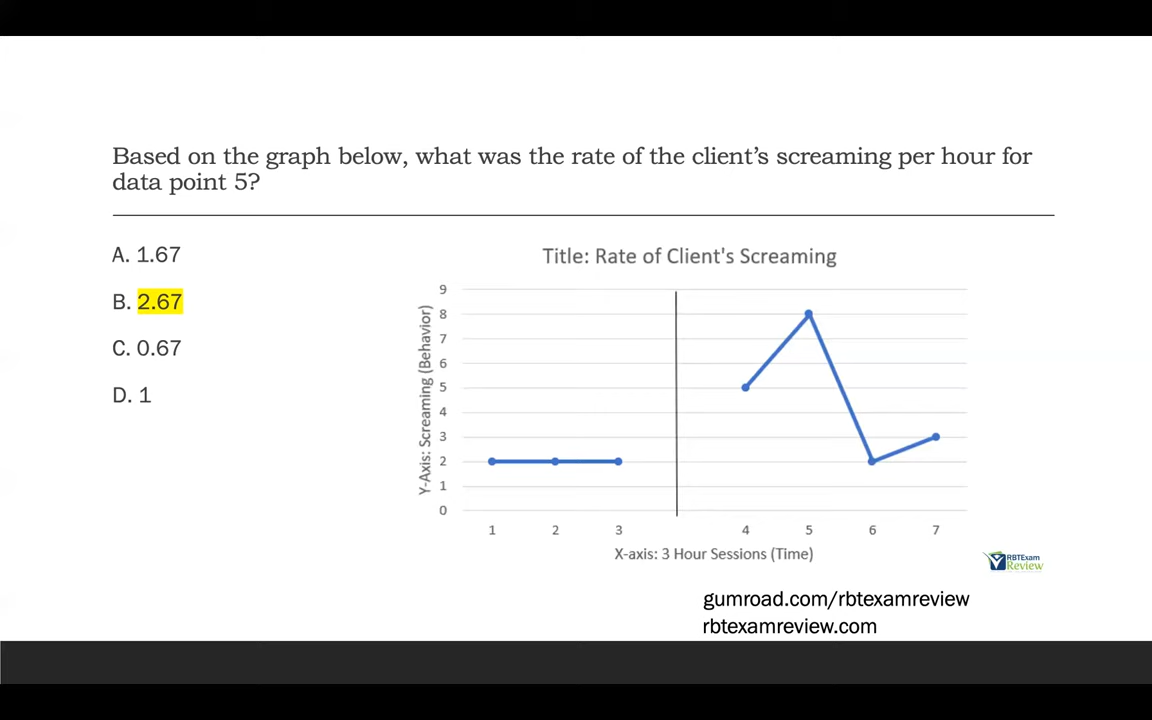 Based on the graph below, what was the rate of the client’s screaming per hour for
data point 5?
A. 1.67
B. 2.67
C. 0.67
D. 1
Title: Rate of Client's Screaming
Y-Axis: Screaming (Behavior)
9
8
7
6
5
4
3
2
1
0
1 2 3 4 5 6 7
X-axis: 3 Hour Sessions (Time)
RBTExam
Review
gumroad.com/rbtexamreview
rbtexamreview.com